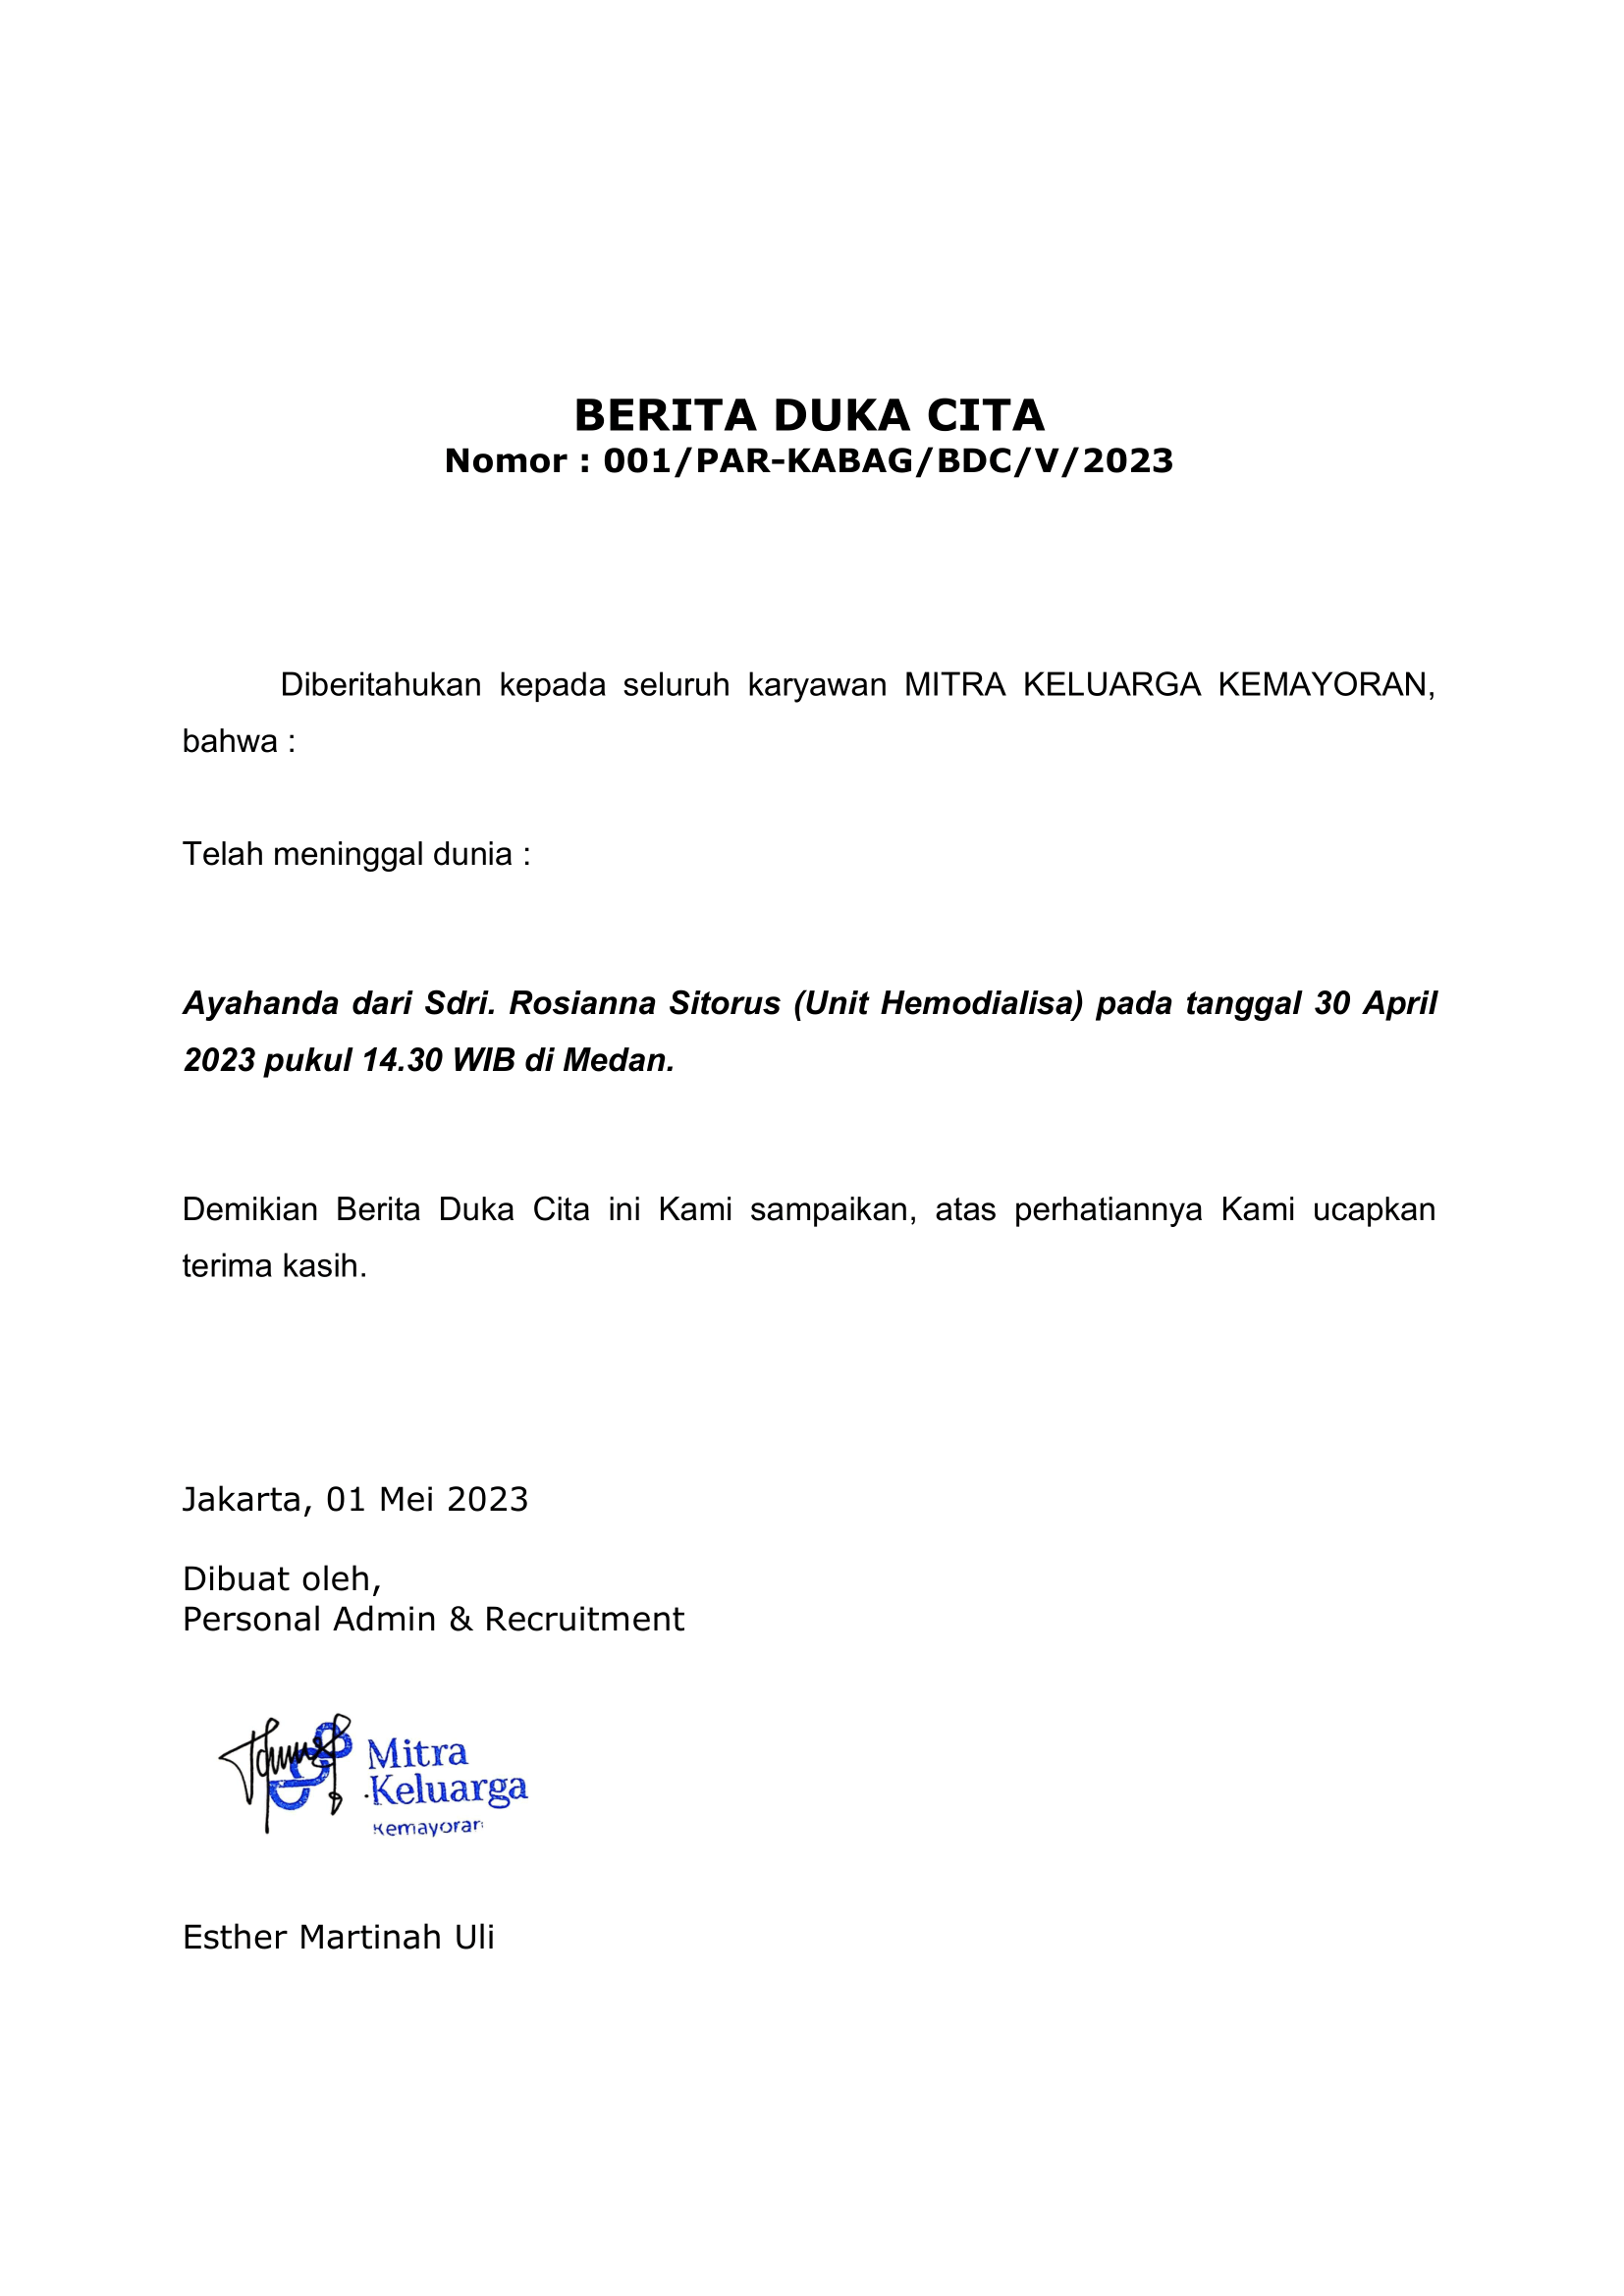 BERITA DUKA CITA
Nomor : 001/PAR-KABAG/BDC/V/2023
Diberitahukan kepada seluruh karyawan MITRA KELUARGA KEMAYORAN,
bahwa :
Telah meninggal dunia :
Ayahanda dari Sdri. Rosianna Sitorus (Unit Hemodialisa) pada tanggal 30 April
2023 pukul 14.30 WIB di Medan.
Demikian Berita Duka Cita ini Kami sampaikan, atas perhatiannya Kami ucapkan
terima kasih.
Jakarta, 01 Mei 2023
Dibuat oleh,
Personal Admin & Recruitment
Mitra
Keluarga
Kemayoran
Esther Martinah Uli